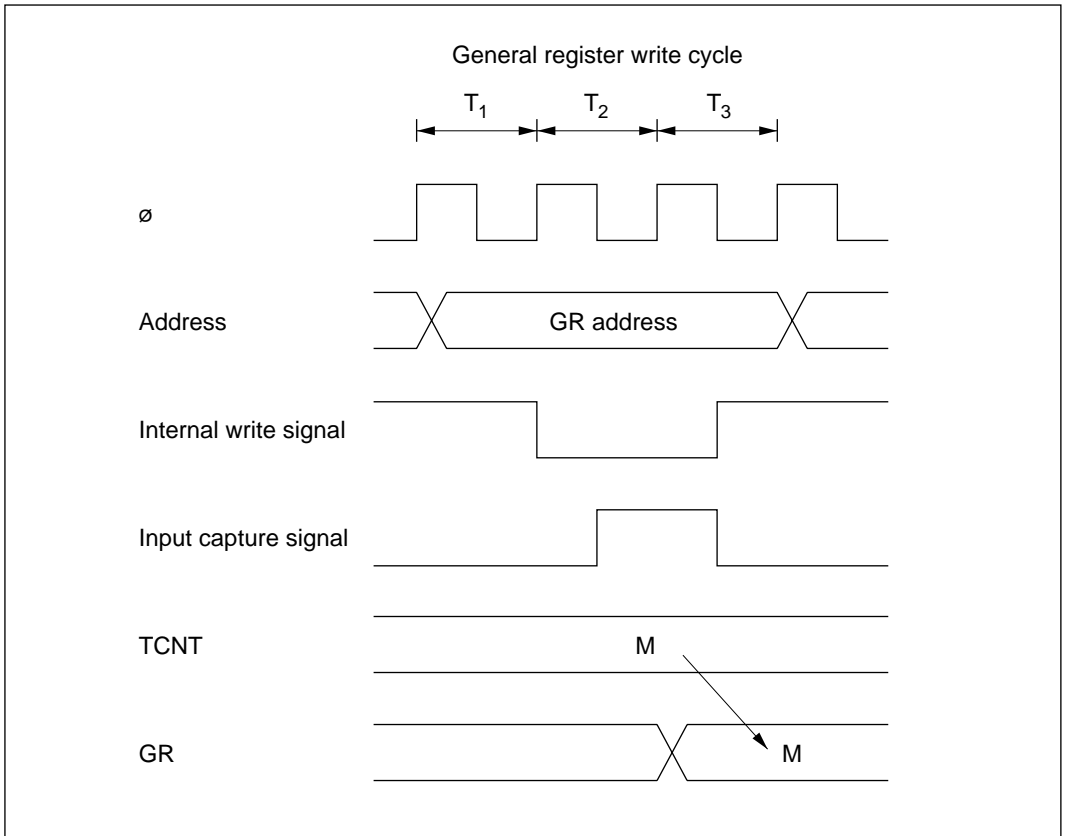 General register write cycle
T1 T2 T3
ø
Address GR address
Internal write signal
Input capture signal
TCNT M
GR M